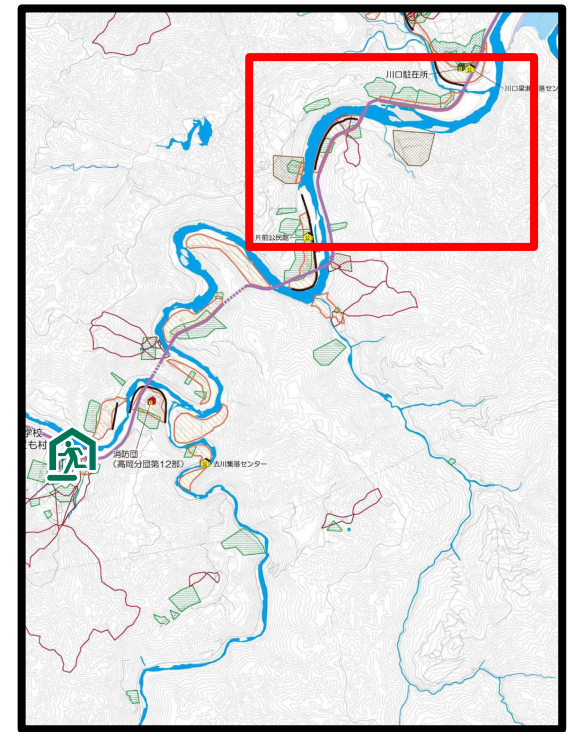 川口駐在所
川口梁瀬集落セン
片前公民館
学校
も村
消防団
(高岡分団第12部)
古川集落センター